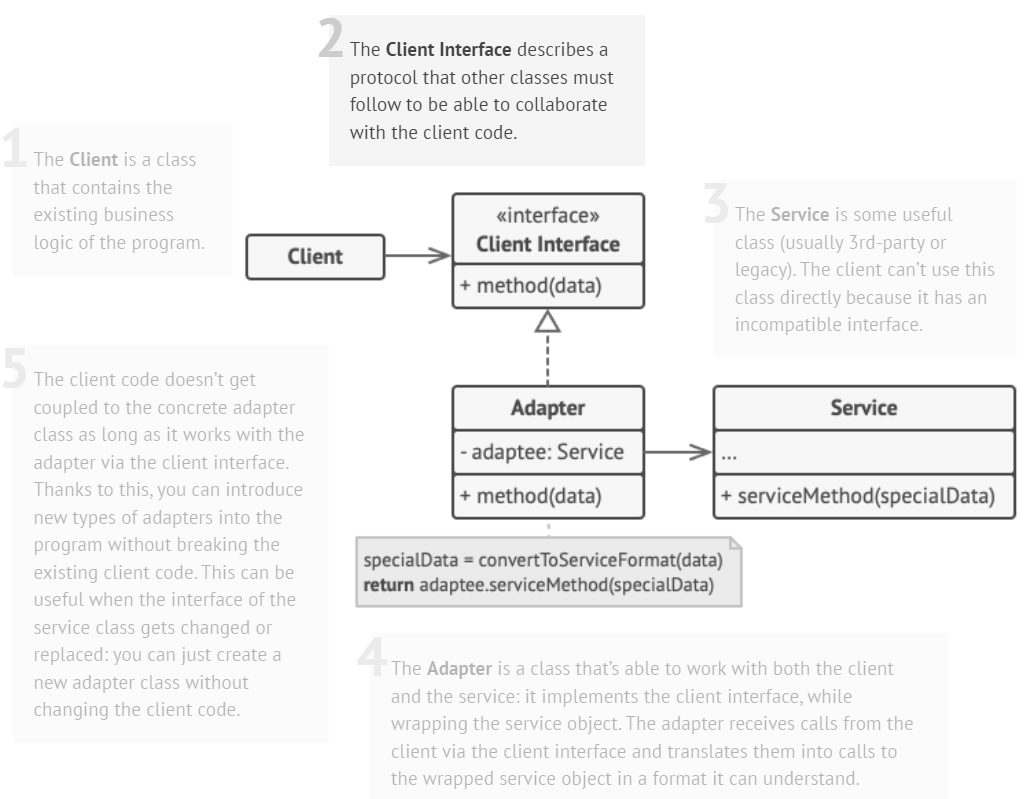 2
The Client Interface describes a
protocol that other classes must
follow to be able to collaborate
with the client code.
1
The Client is a class
that contains the
existing business
logic of the program.
Client
«interface»
Client Interface
+ method(data)
3
The Service is some useful
class (usually 3rd-party or
legacy). The client can’t use this
class directly because it has an
incompatible interface.
5
The client code doesn’t get
coupled to the concrete adapter
class as long as it works with the
adapter via the client interface.
Thanks to this, you can introduce
new types of adapters into the
program without breaking the
existing client code. This can be
useful when the interface of the
service class gets changed or
replaced: you can just create a
new adapter class without
changing the client code.
Adapter
- adaptee: Service
+ method(data)
Service
...
+ serviceMethod(specialData)
specialData = convertToServiceFormat(data)
return adaptee.serviceMethod(specialData)
4
The Adapter is a class that’s able to work with both the client
and the service: it implements the client interface, while
wrapping the service object. The adapter receives calls from the
client via the client interface and translates them into calls to
the wrapped service object in a format it can understand.